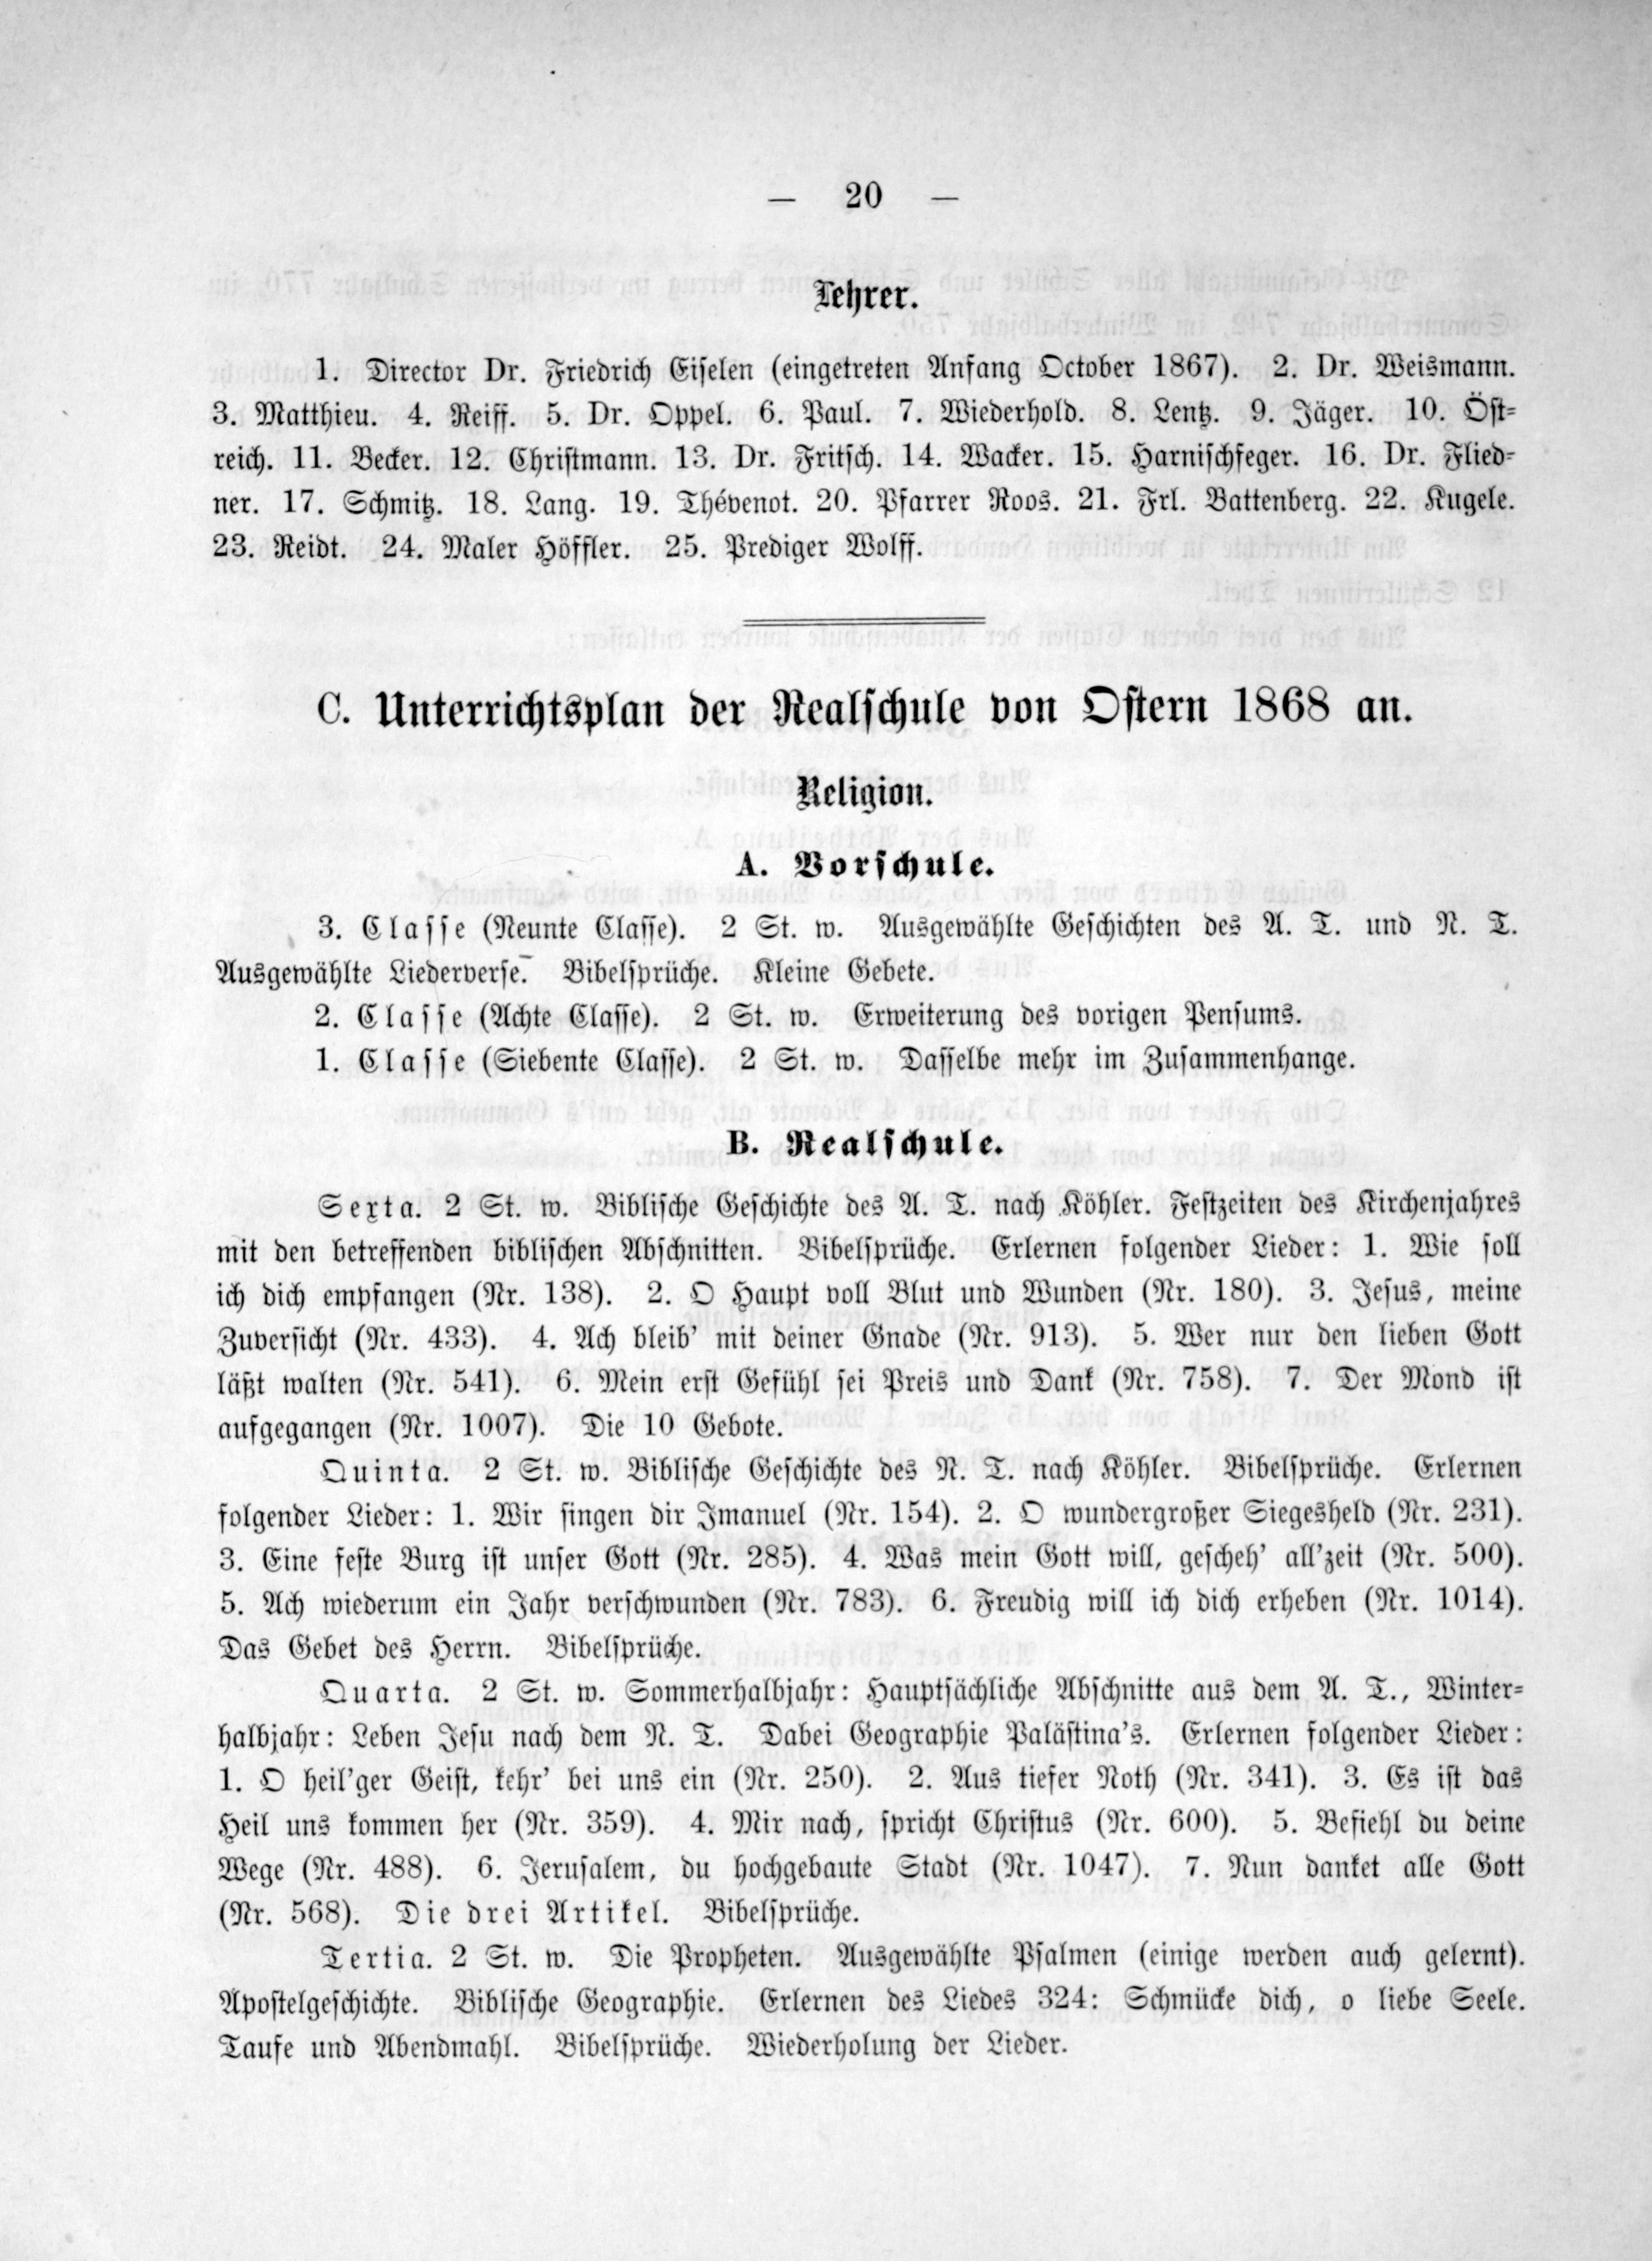 — 20 —
Lehrer.
1. Director Dr. Friedrich Eiselen (eingetreten Anfang October 1867). 2. Dr. Weismann.
3. Matthieu. 4. Reiff. 5. Dr. Oppel. 6. Paul. 7. Wiederhold. 8. Lentz. 9. Jäger. 10. Öst-
reich. 11. Becker. 12. Christmann. 13. Dr. Fritsch. 14. Wacker. 15. Harnischfeger. 16. Dr. Flied-
ner. 17. Schmitz. 18. Lang. 19. Thévenot. 20. Pfarrer Roos. 21. Frl. Battenberg. 22. Kugele.
23. Reidt. 24. Maler Höffler. 25. Prediger Wolff.
C. Unterrichtsplan der Realschule von Ostern 1868 an.
Religion.
A. Vorschule.
3. Classe (Neunte Classe). 2 St. w. Ausgewählte Geschichten des A. T. und N. T.
Ausgewählte Liederverse. Bibelsprüche. Kleine Gebete.
2. Classe (Achte Classe). 2 St. w. Erweiterung des vorigen Pensums.
1. Classe (Siebente Classe). 2 St. w. Dasselbe mehr im Zusammenhange.
B. Realschule.
Sexta. 2 St. w. Biblische Geschichte des A. T. nach Köhler. Festzeiten des Kirchenjahres
mit den betreffenden biblischen Abschnitten. Bibelsprüche. Erlernen folgender Lieder: 1. Wie soll
ich dich empfangen (Nr. 138). 2. O Haupt voll Blut und Wunden (Nr. 180). 3. Jesus, meine
Zuversicht (Nr. 433). 4. Ach bleib' mit deiner Gnade (Nr. 913). 5. Wer nur den lieben Gott
läßt walten (Nr. 541). 6. Mein erst Gefühl sei Preis und Dank (Nr. 758). 7. Der Mond ist
aufgegangen (Nr. 1007). Die 10 Gebote.
Quinta. 2 St. w. Biblische Geschichte des N. T. nach Köhler. Bibelsprüche. Erlernen
folgender Lieder: 1. Wir singen dir Imanuel (Nr. 154). 2. O wundergroßer Siegesheld (Nr. 231).
3. Eine feste Burg ist unser Gott (Nr. 285). 4. Was mein Gott will, gescheh' all'zeit (Nr. 500).
5. Ach wiederum ein Jahr verschwunden (Nr. 783). 6. Freudig will ich dich erheben (Nr. 1014).
Das Gebet des Herrn. Bibelsprüche.
Quarta. 2 St. w. Sommerhalbjahr: Hauptsächliche Abschnitte aus dem A. T., Winter-
halbjahr: Leben Jesu nach dem N. T. Dabei Geographie Palästina's. Erlernen folgender Lieder:
1. O heil'ger Geist, kehr' bei uns ein (Nr. 250). 2. Aus tiefer Noth (Nr. 341). 3. Es ist das
Heil uns kommen her (Nr. 359). 4. Mir nach, spricht Christus (Nr. 600). 5. Befiehl du deine
Wege (Nr. 488). 6. Jerusalem, du hochgebaute Stadt (Nr. 1047). 7. Nun danket alle Gott
(Nr. 568). Die drei Artikel. Bibelsprüche.
Tertia. 2 St. w. Die Propheten. Ausgewählte Psalmen (einige werden auch gelernt).
Apostelgeschichte. Biblische Geographie. Erlernen des Liedes 324: Schmücke dich, o liebe Seele.
Taufe und Abendmahl. Bibelsprüche. Wiederholung der Lieder.